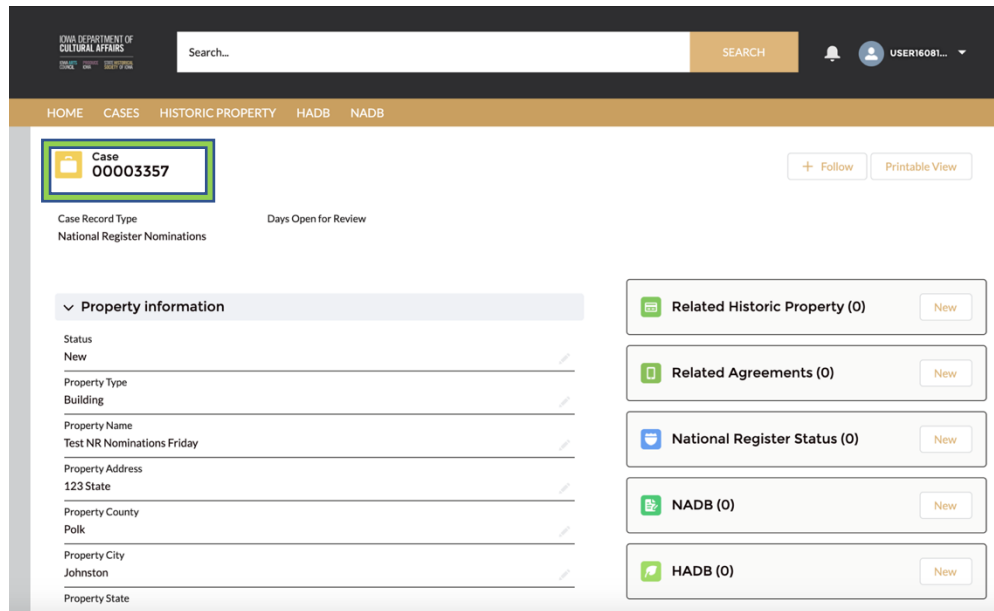 IOWA DEPARTMENT OF
CULTURAL AFFAIRS
Search...
SEARCH
USER16081...
HOME CASES HISTORIC PROPERTY HADB NADB
Case
00003357
+ Follow
Printable View
Case Record Type
National Register Nominations
Days Open for Review
Property information
Status
New
Property Type
Building
Property Name
Test NR Nominations Friday
Property Address
123 State
Property County
Polk
Property City
Johnston
Property State
Related Historic Property (0)
New
Related Agreements (0)
New
National Register Status (0)
New
NADB (0)
New
HADB (0)
New